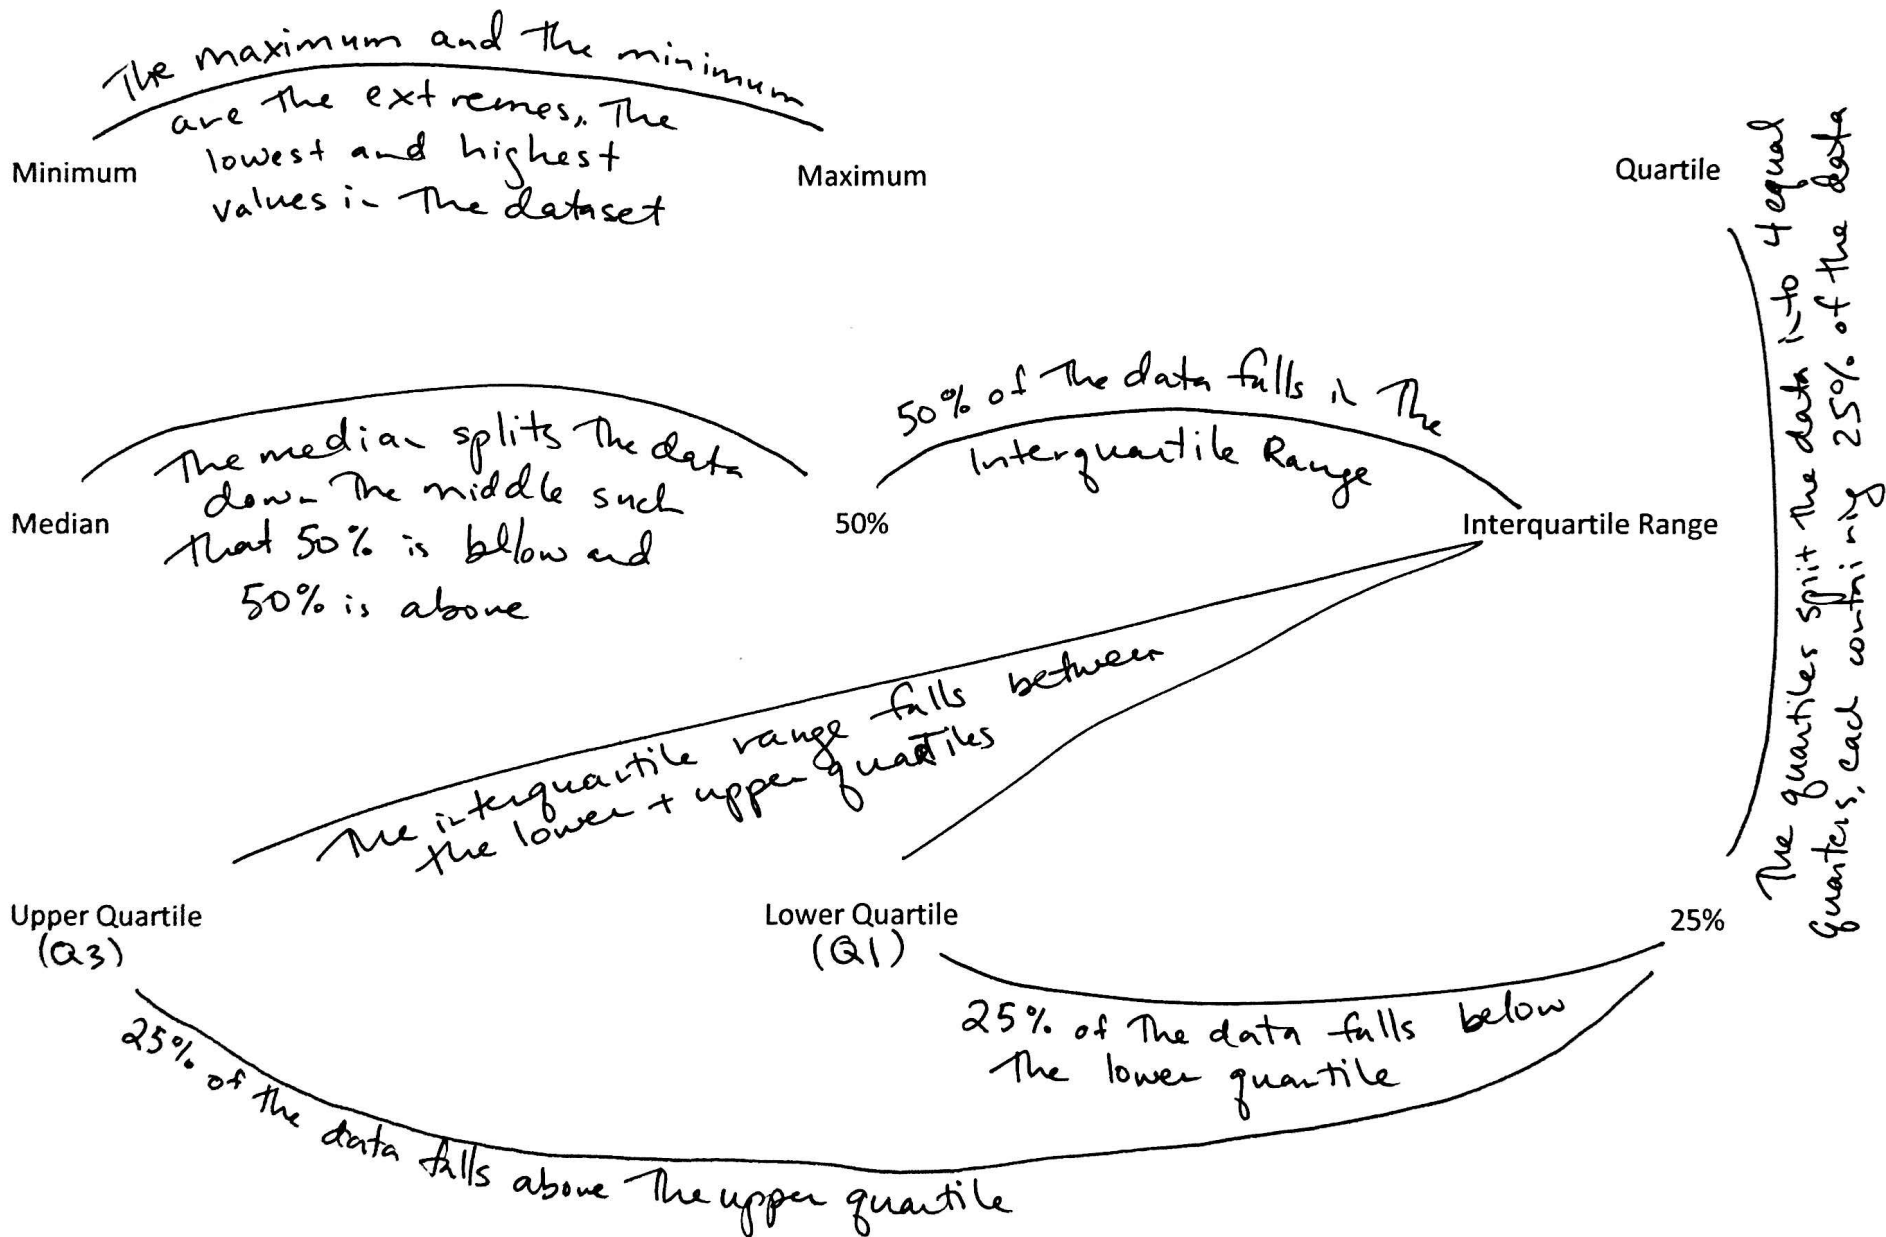 The maximum and the minimum
are the extremes, The
lowest and highest
values in The dataset
Minimum
Maximum
Quartile
The quartiles split the data into 4 equal
quarters, each containing 25% of the data
The median splits The data
down The middle such
that 50% is below and
50% is above
Median
50%
50% of The data falls in The
Interquartile Range
Interquartile Range
The interquartile range falls between
the lower + upper quartiles
Upper Quartile
(Q3)
Lower Quartile
(Q1)
25%
25% of The data falls below
The lower quartile
25% of the data falls above The upper quartile